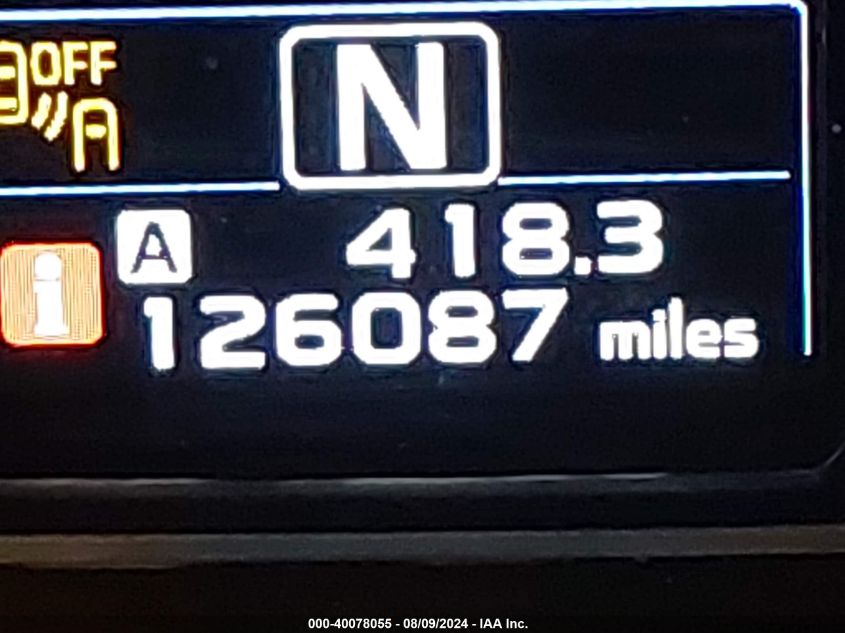 OFF
A
N
A 418.3
i 126087 miles
000-40078055 - 08/09/2024 - IAA Inc.